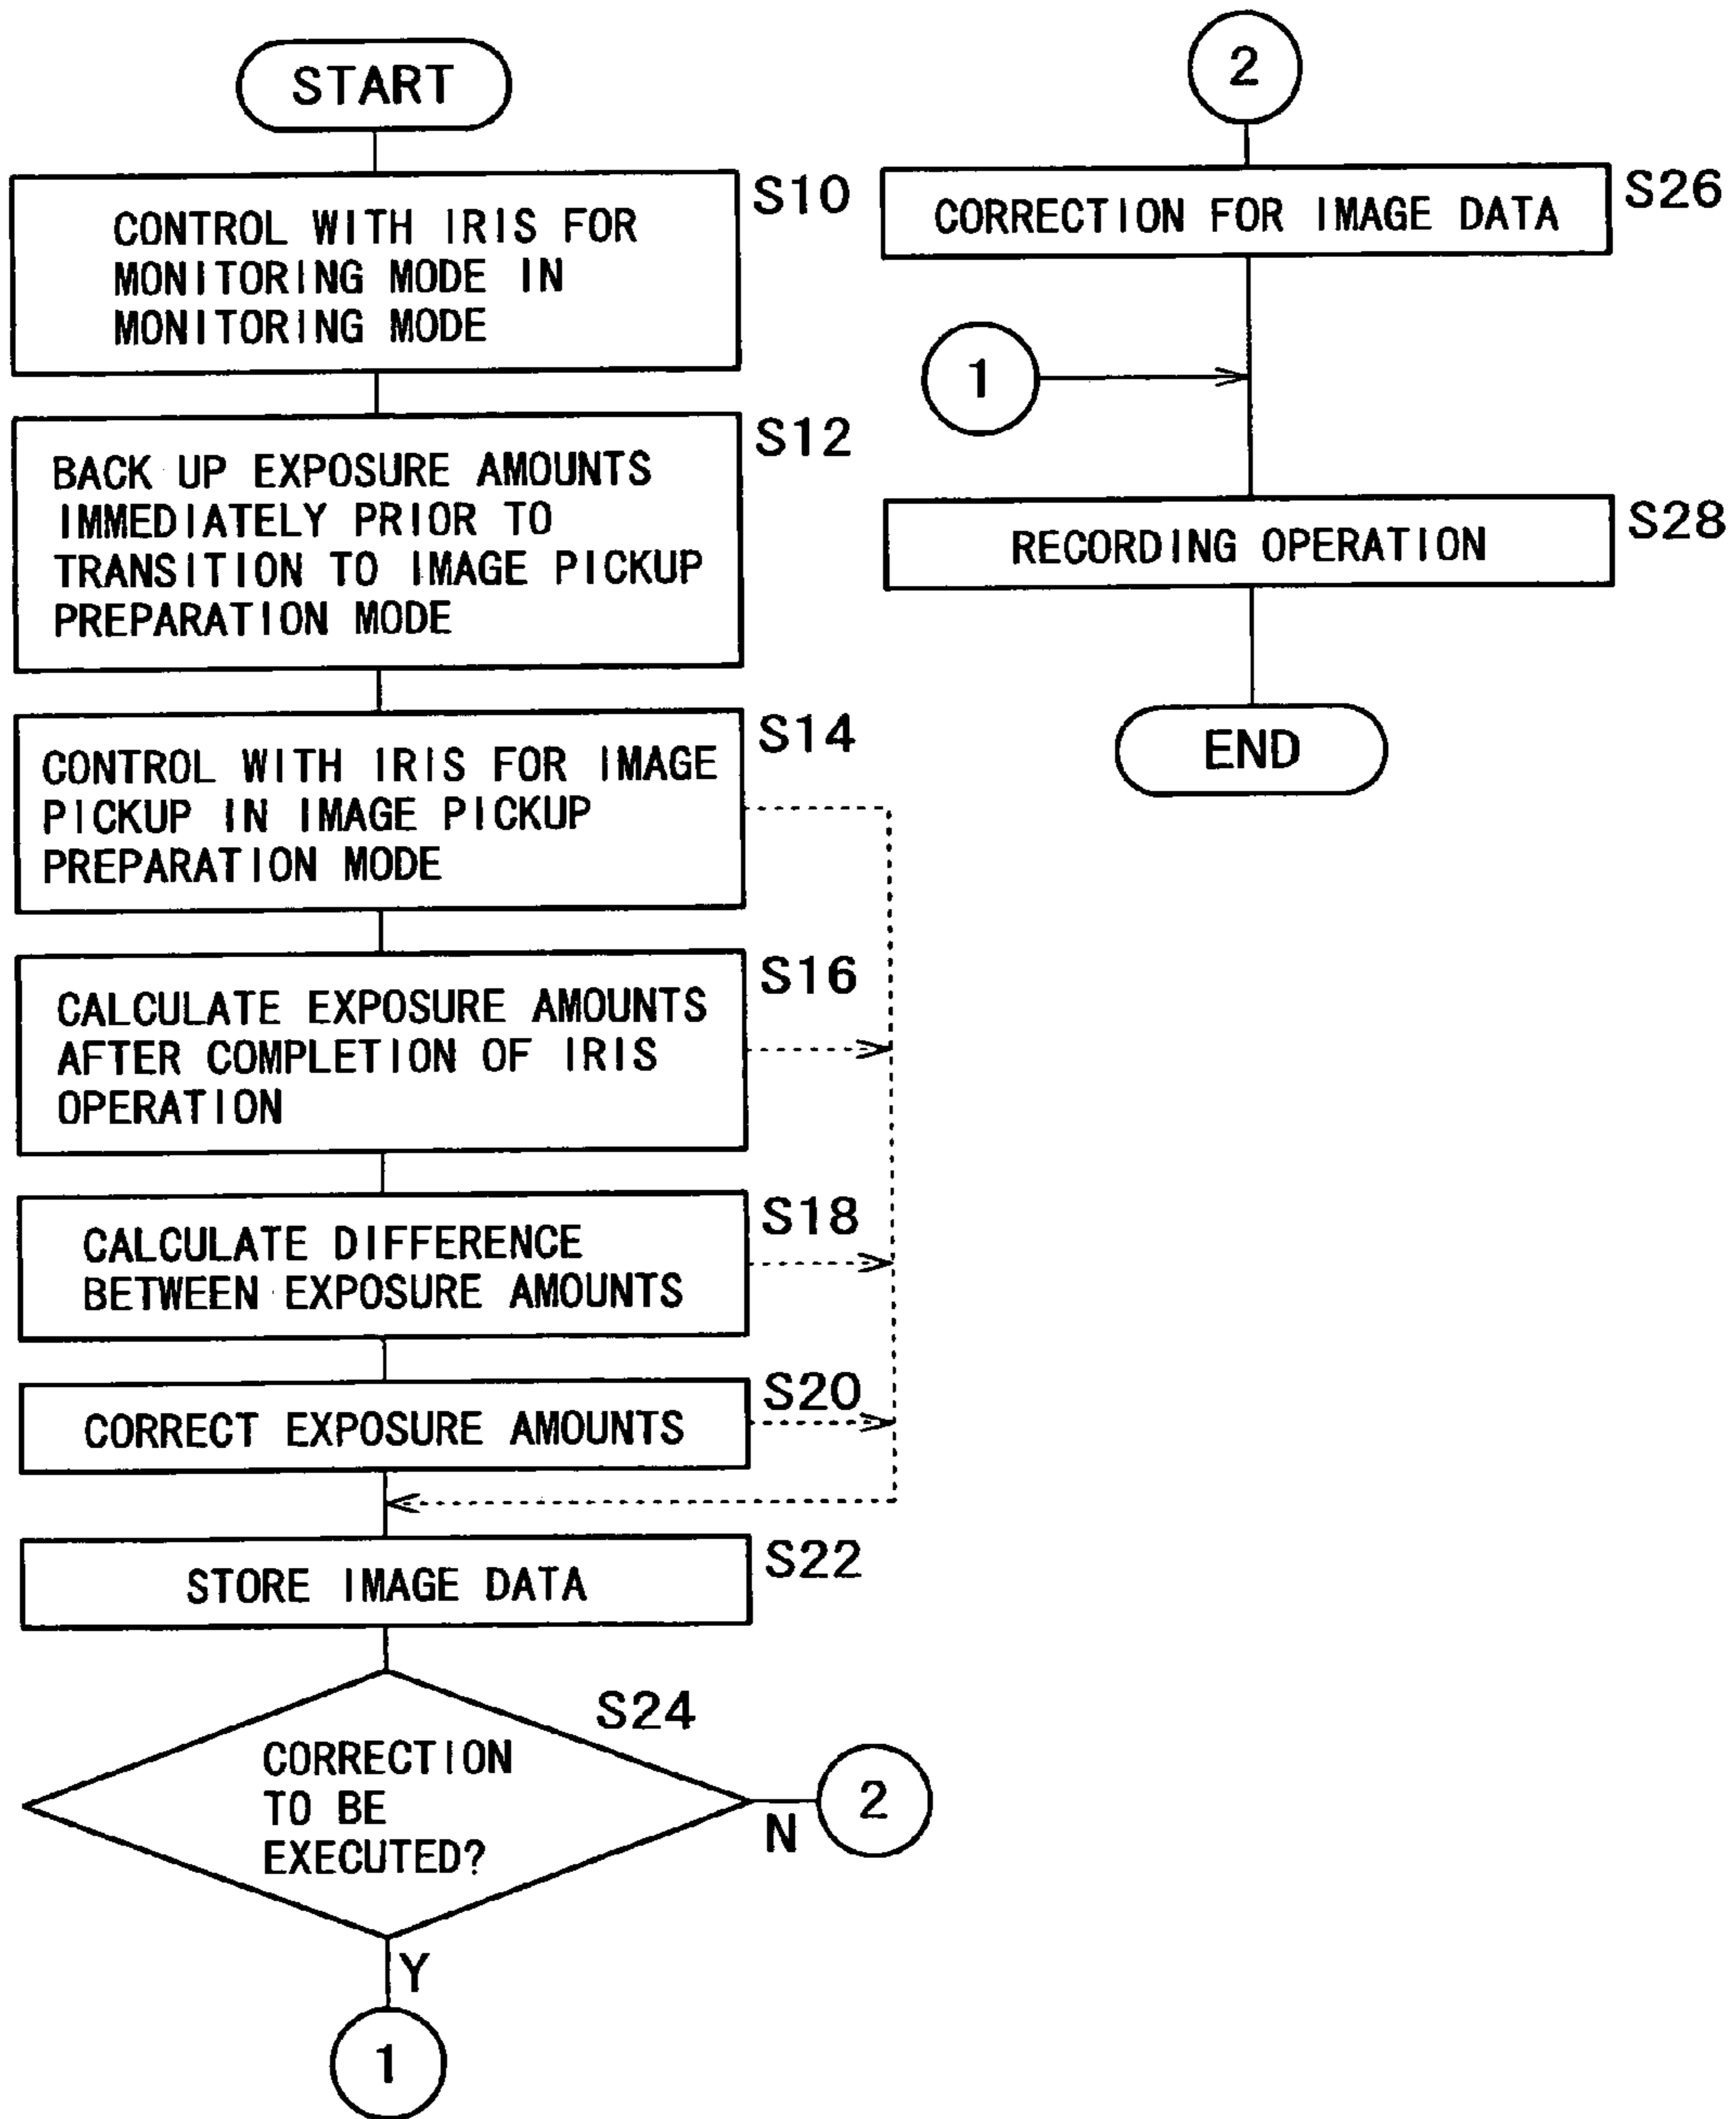 START
S10
CONTROL WITH IRIS FOR
MONITORING MODE IN
MONITORING MODE
S12
BACK UP EXPOSURE AMOUNTS
IMMEDIATELY PRIOR TO
TRANSITION TO IMAGE PICKUP
PREPARATION MODE
S14
CONTROL WITH IRIS FOR IMAGE
PICKUP IN IMAGE PICKUP
PREPARATION MODE
S16
CALCULATE EXPOSURE AMOUNTS
AFTER COMPLETION OF IRIS
OPERATION
S18
CALCULATE DIFFERENCE
BETWEEN EXPOSURE AMOUNTS
S20
CORRECT EXPOSURE AMOUNTS
S22
STORE IMAGE DATA
S24
CORRECTION
TO BE
EXECUTED?
N
2
Y
1
2
S26
CORRECTION FOR IMAGE DATA
1
S28
RECORDING OPERATION
END